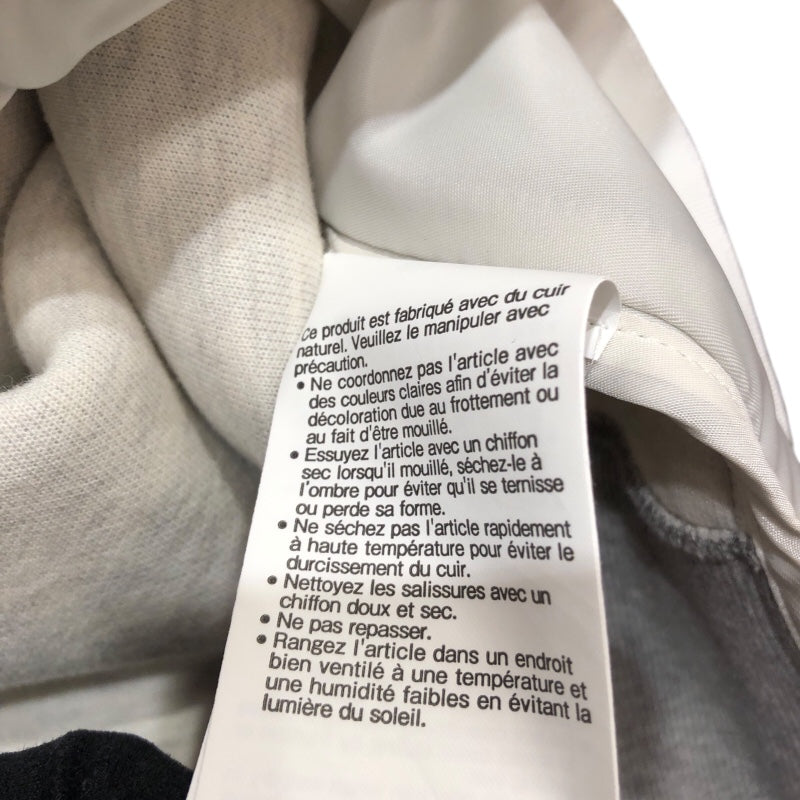 Ce produit est fabriqué avec du cuir
naturel. Veuillez le manipuler avec
précaution.
• Ne coordonnez pas l'article avec
des couleurs claires afin d'éviter la
décoloration due au frottement ou
au fait d'être mouillé.
• Essuyez l'article avec un chiffon
sec lorsqu'il mouillé, séchez-le à
l'ombre pour éviter qu'il se ternisse
ou perde sa forme.
• Ne séchez pas l'article rapidement
à haute température pour éviter le
durcissement du cuir.
• Nettoyez les salissures avec un
chiffon doux et sec.
• Ne pas repasser.
• Rangez l'article dans un endroit
bien ventilé à une température et
une humidité faibles en évitant la
lumière du soleil.